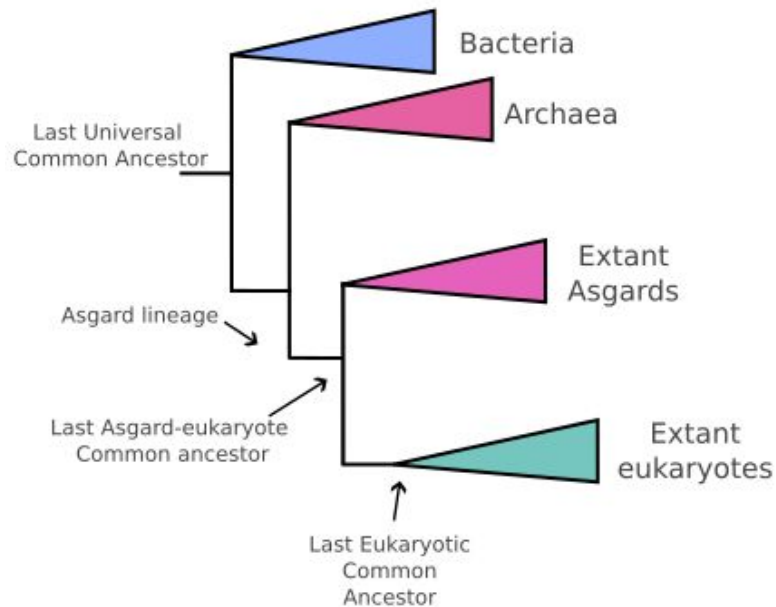 Bacteria
Archaea
Last Universal
Common Ancestor
Extant
Asgards
Asgard lineage
Last Asgard-eukaryote
Common ancestor
Extant
eukaryotes
Last Eukaryotic
Common
Ancestor